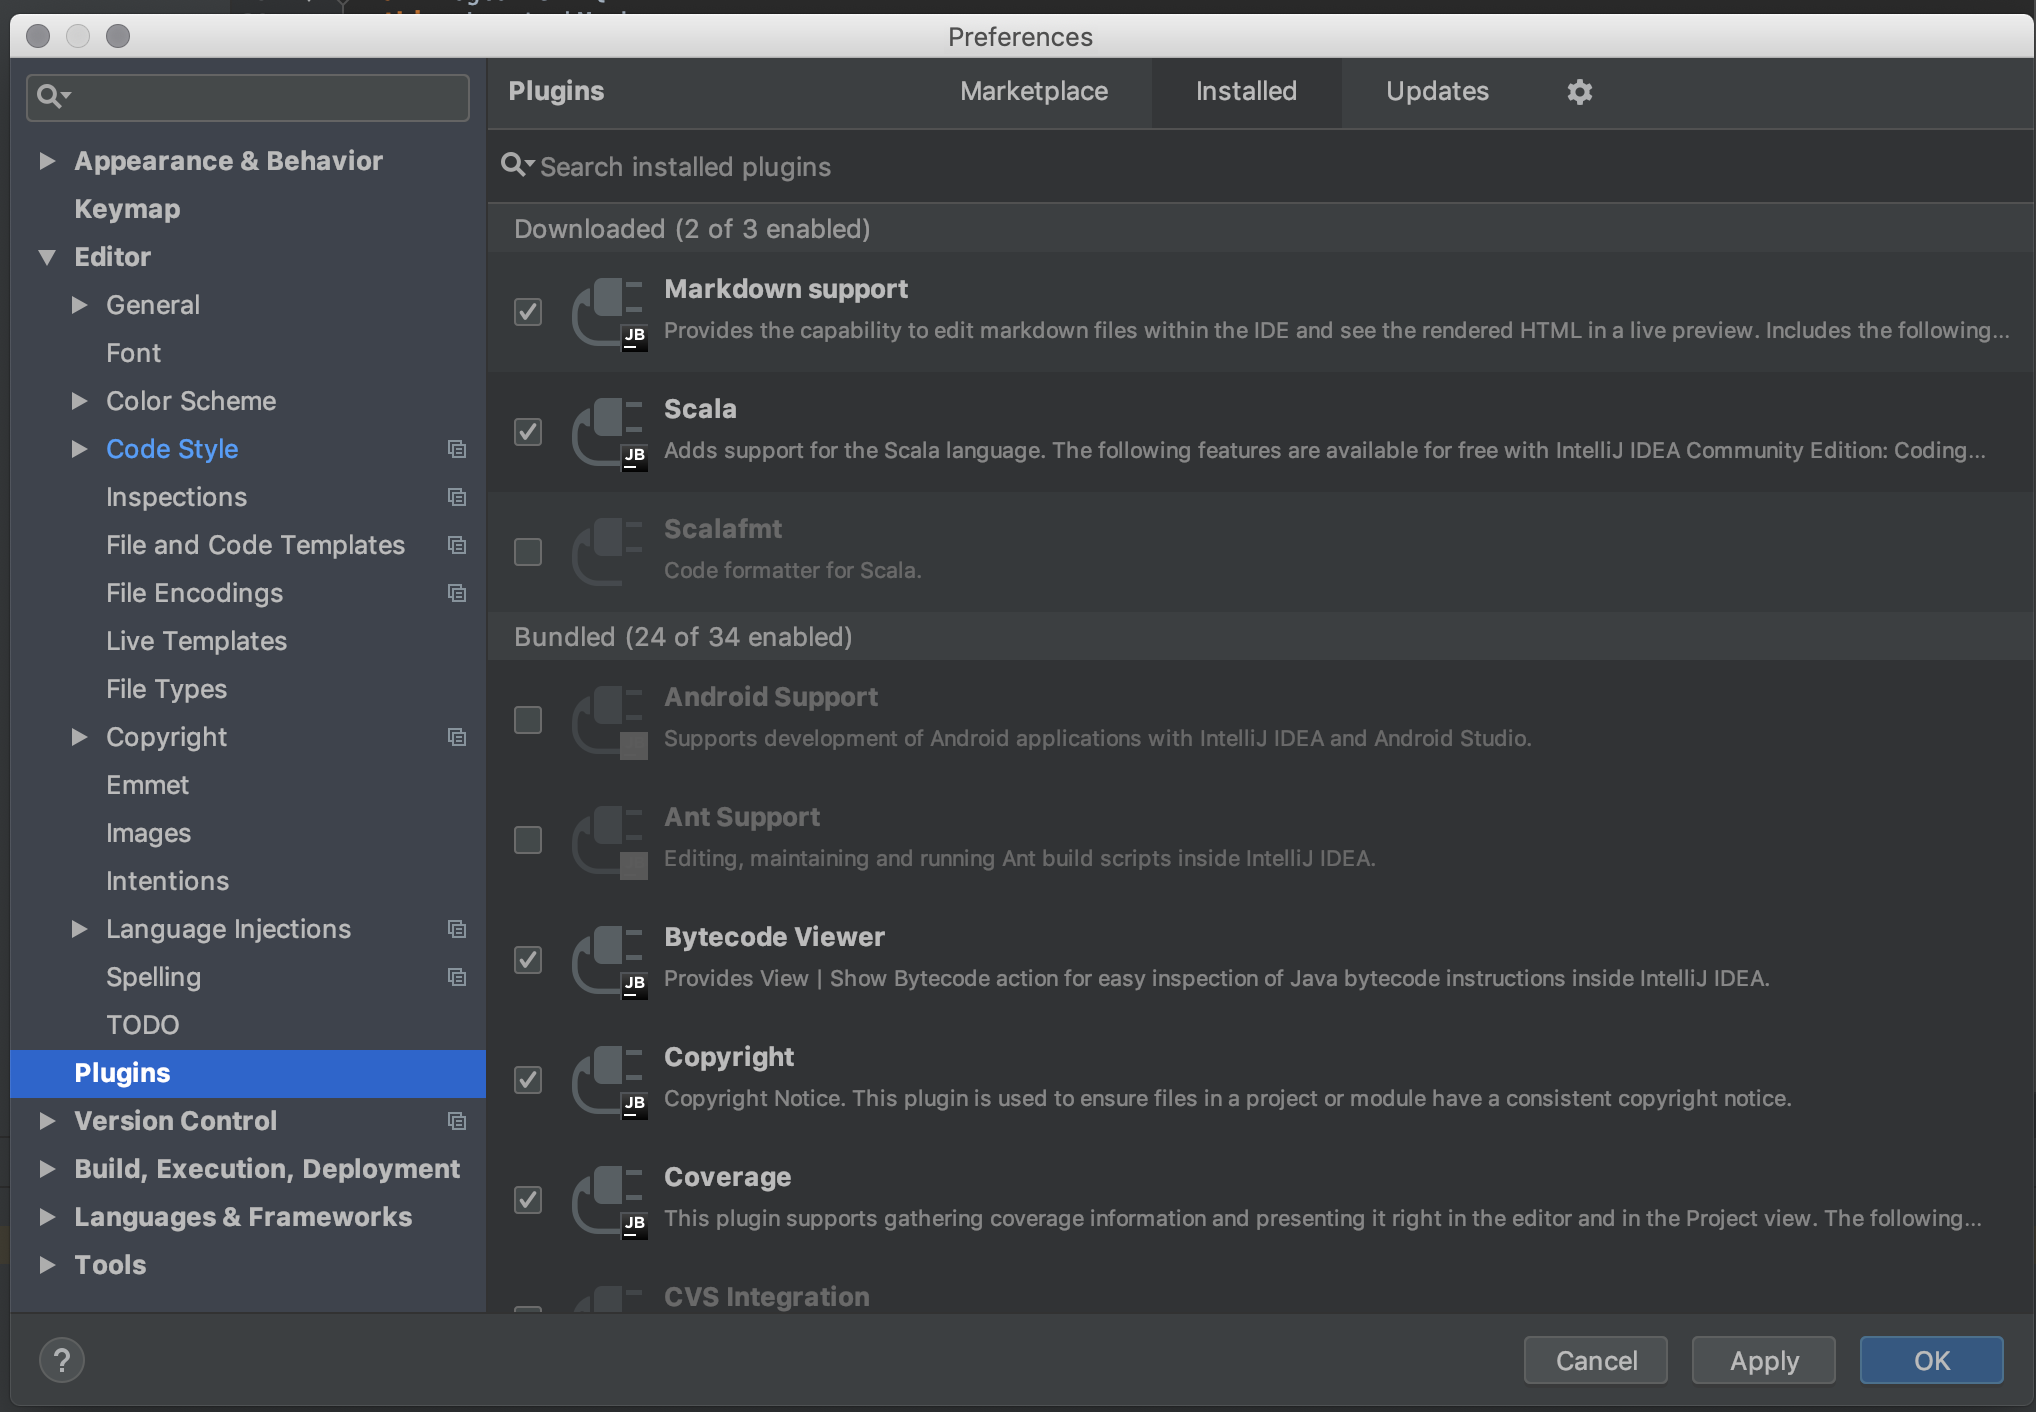 Preferences
Appearance & Behavior
Keymap
Editor
General
Font
Color Scheme
Code Style
Inspections
File and Code Templates
File Encodings
Live Templates
File Types
Copyright
Emmet
Images
Intentions
Language Injections
Spelling
TODO
Plugins
Version Control
Build, Execution, Deployment
Languages & Frameworks
Tools
Plugins
Marketplace
Installed
Updates
Search installed plugins
Downloaded (2 of 3 enabled)
Markdown support
JB
Provides the capability to edit markdown files within the IDE and see the rendered HTML in a live preview. Includes the following...
Scala
JB
Adds support for the Scala language. The following features are available for free with IntelliJ IDEA Community Edition: Coding...
Scalafmt
Code formatter for Scala.
Bundled (24 of 34 enabled)
Android Support
Supports development of Android applications with IntelliJ IDEA and Android Studio.
Ant Support
Editing, maintaining and running Ant build scripts inside IntelliJ IDEA.
Bytecode Viewer
JB
Provides View | Show Bytecode action for easy inspection of Java bytecode instructions inside IntelliJ IDEA.
Copyright
JB
Copyright Notice. This plugin is used to ensure files in a project or module have a consistent copyright notice.
Coverage
JB
This plugin supports gathering coverage information and presenting it right in the editor and in the Project view. The following...
CVS Integration
?
Cancel
Apply
OK